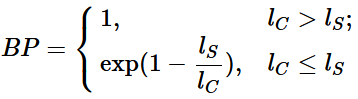 BP = { 1, l_C > l_S;
exp(1 − l_S/l_C), l_C ≤ l_S